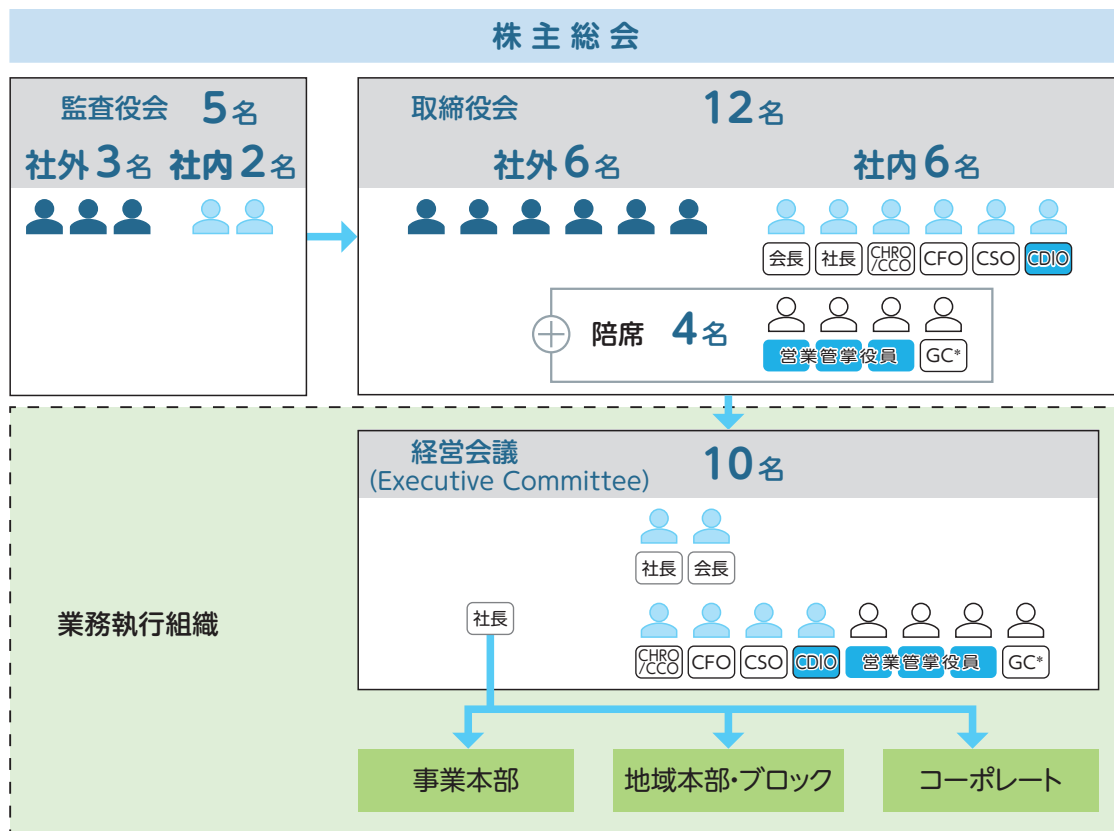 株主総会
監査役会 5名
社外3名 社内2名
取締役会 12名
社外6名 社内6名
会長 社長 CHRO/CCO CFO CSO CDIO
陪席 4名
営業管掌役員 GC*
経営会議 10名
(Executive Committee)
社長 会長
業務執行組織
社長
CHRO/CCO CFO CSO CDIO 営業管掌役員 GC*
事業本部 地域本部・ブロック コーポレート